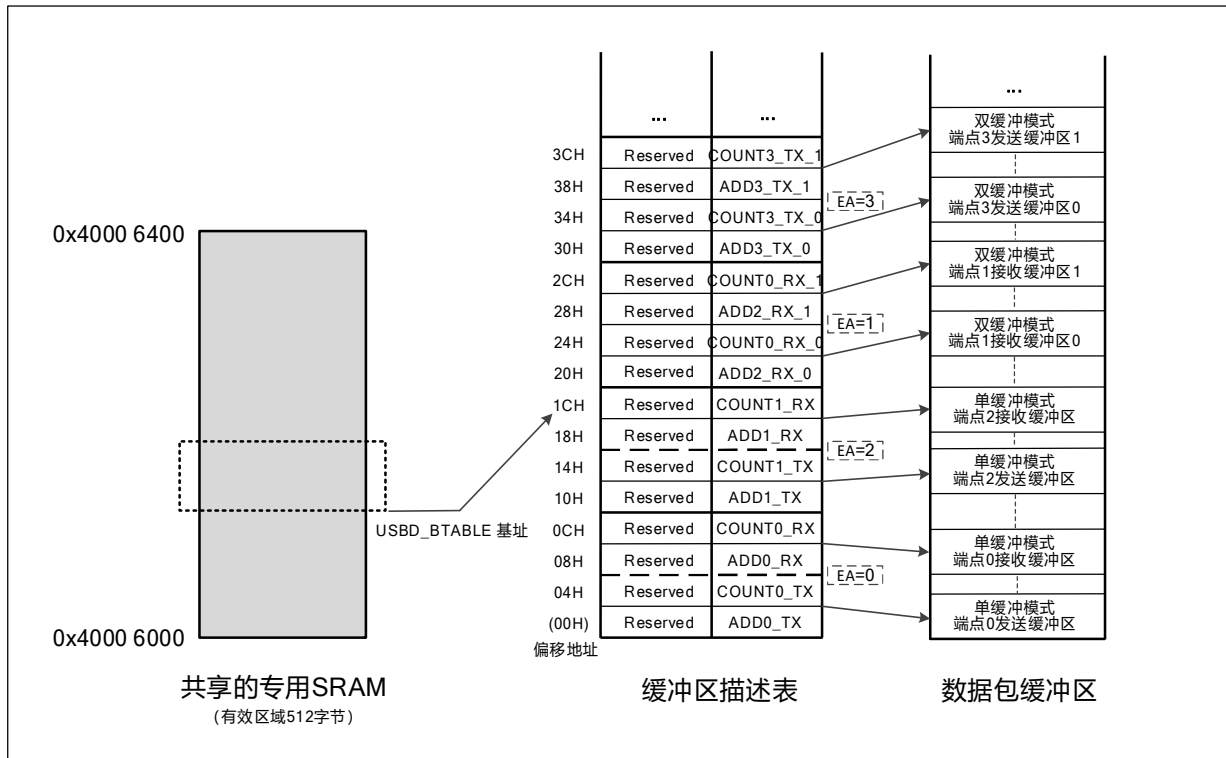 ...
...
...
3CH Reserved COUNT3_TX_1
38H Reserved ADD3_TX_1
34H Reserved COUNT3_TX_0
30H Reserved ADD3_TX_0
2CH Reserved COUNT0_RX_1
28H Reserved ADD2_RX_1
24H Reserved COUNT0_RX_0
20H Reserved ADD2_RX_0
1CH Reserved COUNT1_RX
18H Reserved ADD1_RX
14H Reserved COUNT1_TX
10H Reserved ADD1_TX
0CH Reserved COUNT0_RX
08H Reserved ADD0_RX
04H Reserved COUNT0_TX
(00H) Reserved ADD0_TX
偏移地址
EA=3
EA=1
EA=2
EA=0
双缓冲模式
端点3发送缓冲区1
双缓冲模式
端点3发送缓冲区0
双缓冲模式
端点1接收缓冲区1
双缓冲模式
端点1接收缓冲区0
单缓冲模式
端点2接收缓冲区
单缓冲模式
端点2发送缓冲区
单缓冲模式
端点0接收缓冲区
单缓冲模式
端点0发送缓冲区
0x4000 6400
USBD_BTABLE 基址
0x4000 6000
共享的专用SRAM
(有效区域512字节)
缓冲区描述表
数据包缓冲区